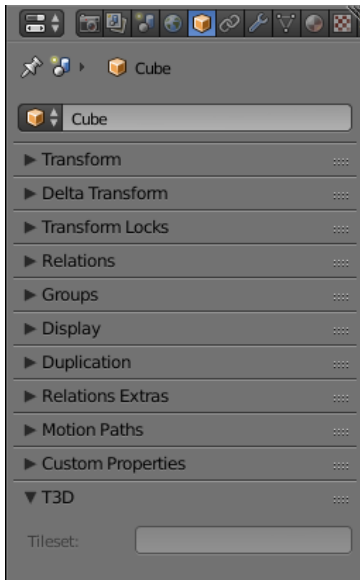 Cube
Cube
Transform
Delta Transform
Transform Locks
Relations
Groups
Display
Duplication
Relations Extras
Motion Paths
Custom Properties
T3D
Tileset: